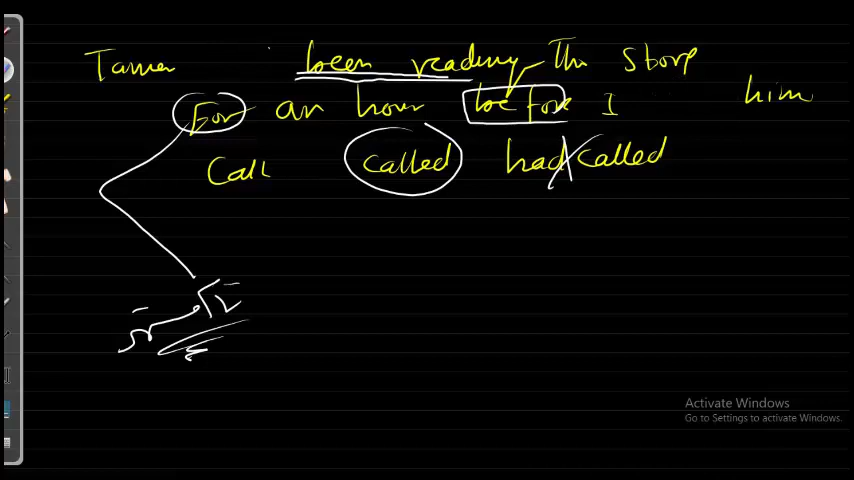 Tamer been reading The story
For an hour before I him
Call called had called
Activate Windows
Go to Settings to activate Windows.